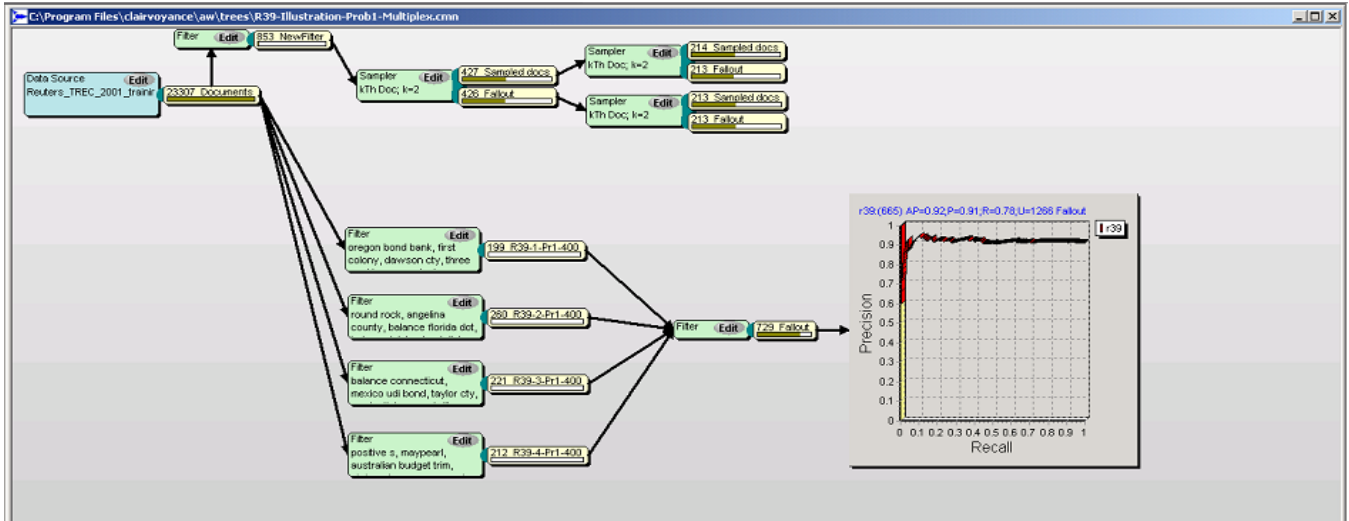 C:\Program Files\clairvoyance\aw\trees\R39-Illustration-Prob1-Multiplex.cmn
Filter Edit
853 NewFilter
Data Source Edit
Reuters_TREC_2001_trainir
23307 Documents
Sampler Edit
kTh Doc; k=2
427 Sampled docs
426 Fallout
Sampler Edit
kTh Doc; k=2
214 Sampled docs
213 Fallout
Sampler Edit
kTh Doc; k=2
213 Sampled docs
213 Fallout
Filter Edit
oregon bond bank, first
colony, dawson cty, three
199 R39-1-Pr1-400
Filter Edit
round rock, angelina
county, balance florida dot,
260 R39-2-Pr1-400
Filter Edit
balance connecticut,
mexico udi bond, taylor cty,
221 R39-3-Pr1-400
Filter Edit
postive s, maypearl,
australian budget trim,
212 R39-4-Pr1-400
Filter Edit
729 Fallout
r39:(665) AP=0.92;P=0.91;R=0.78;U=1266 Fallout
r39
Precision
1
0.9
0.8
0.7
0.6
0.5
0.4
0.3
0.2
0.1
0
0 0.1 0.2 0.3 0.4 0.5 0.6 0.7 0.8 0.9 1
Recall